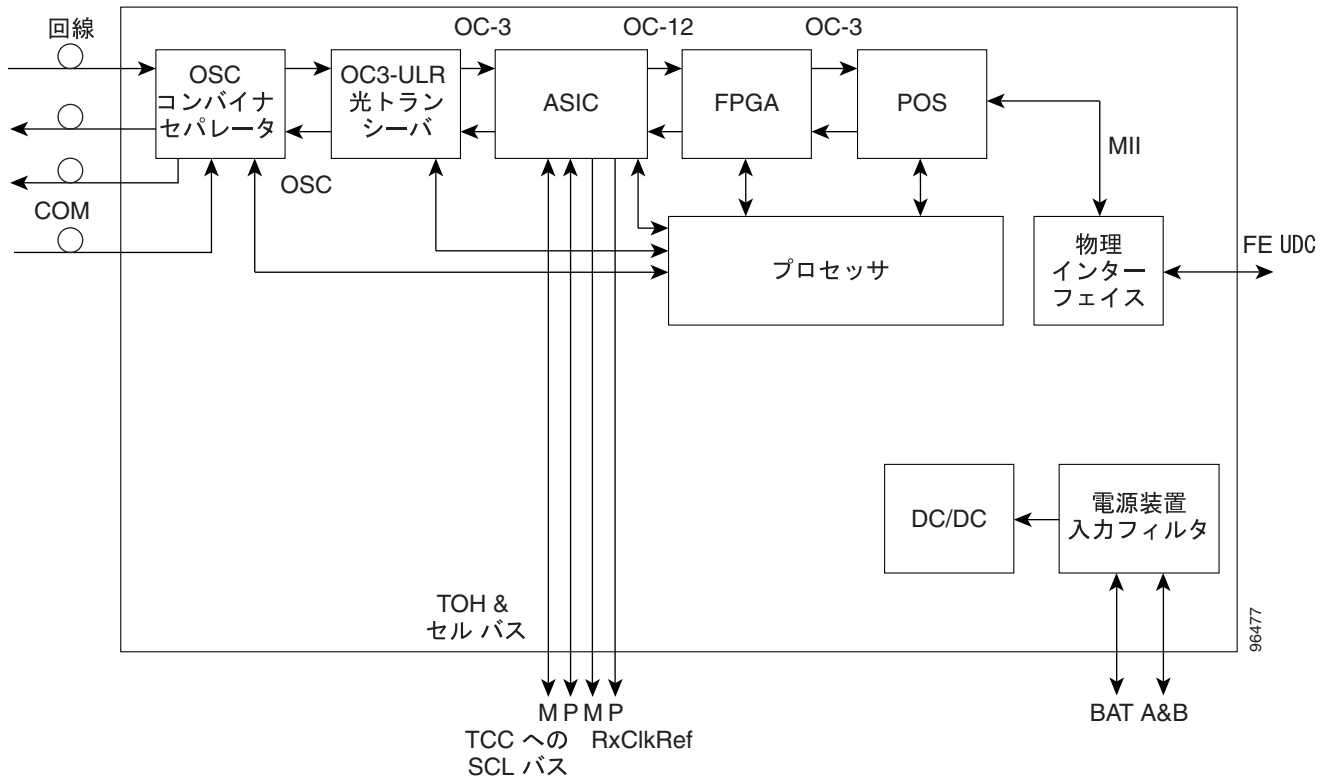 回線
OC-3
OC-12
OC-3
OSC
コンバイナ
セパレータ
OC3-ULR
光トラン
シーバ
ASIC
FPGA
POS
MII
OSC
COM
プロセッサ
物理
インター
フェイス
FE UDC
DC/DC
電源装置
入力フィルタ
TOH &
セル バス
96477
M P M P
BAT A&B
TCC への
SCL バス
RxClkRef